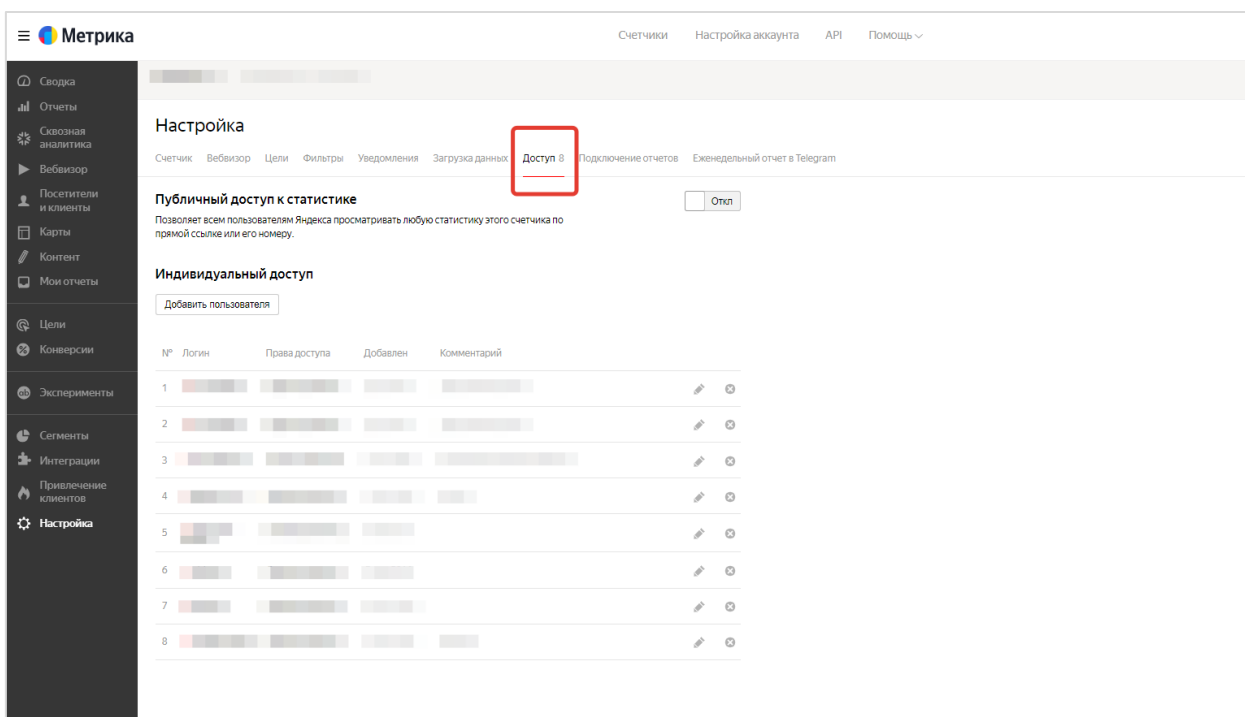 Метрика
Счетчики Настройка аккаунта API Помощь
Сводка
Отчеты
Сквозная
аналитика
Вебвизор
Посетители
и клиенты
Карты
Контент
Мои отчеты
Цели
Конверсии
Эксперименты
Сегменты
Интеграции
Привлечение
клиентов
Настройка
Настройка
Счетчик Вебвизор Цели Фильтры Уведомления Загрузка данных Доступ 8 Подключение отчетов Еженедельный отчет в Telegram
Публичный доступ к статистике
Откл
Позволяет всем пользователям Яндекса просматривать любую статистику этого счетчика по
прямой ссылке или его номеру.
Индивидуальный доступ
Добавить пользователя
№ Логин Права доступа Добавлен Комментарий
1
2
3
4
5
6
7
8